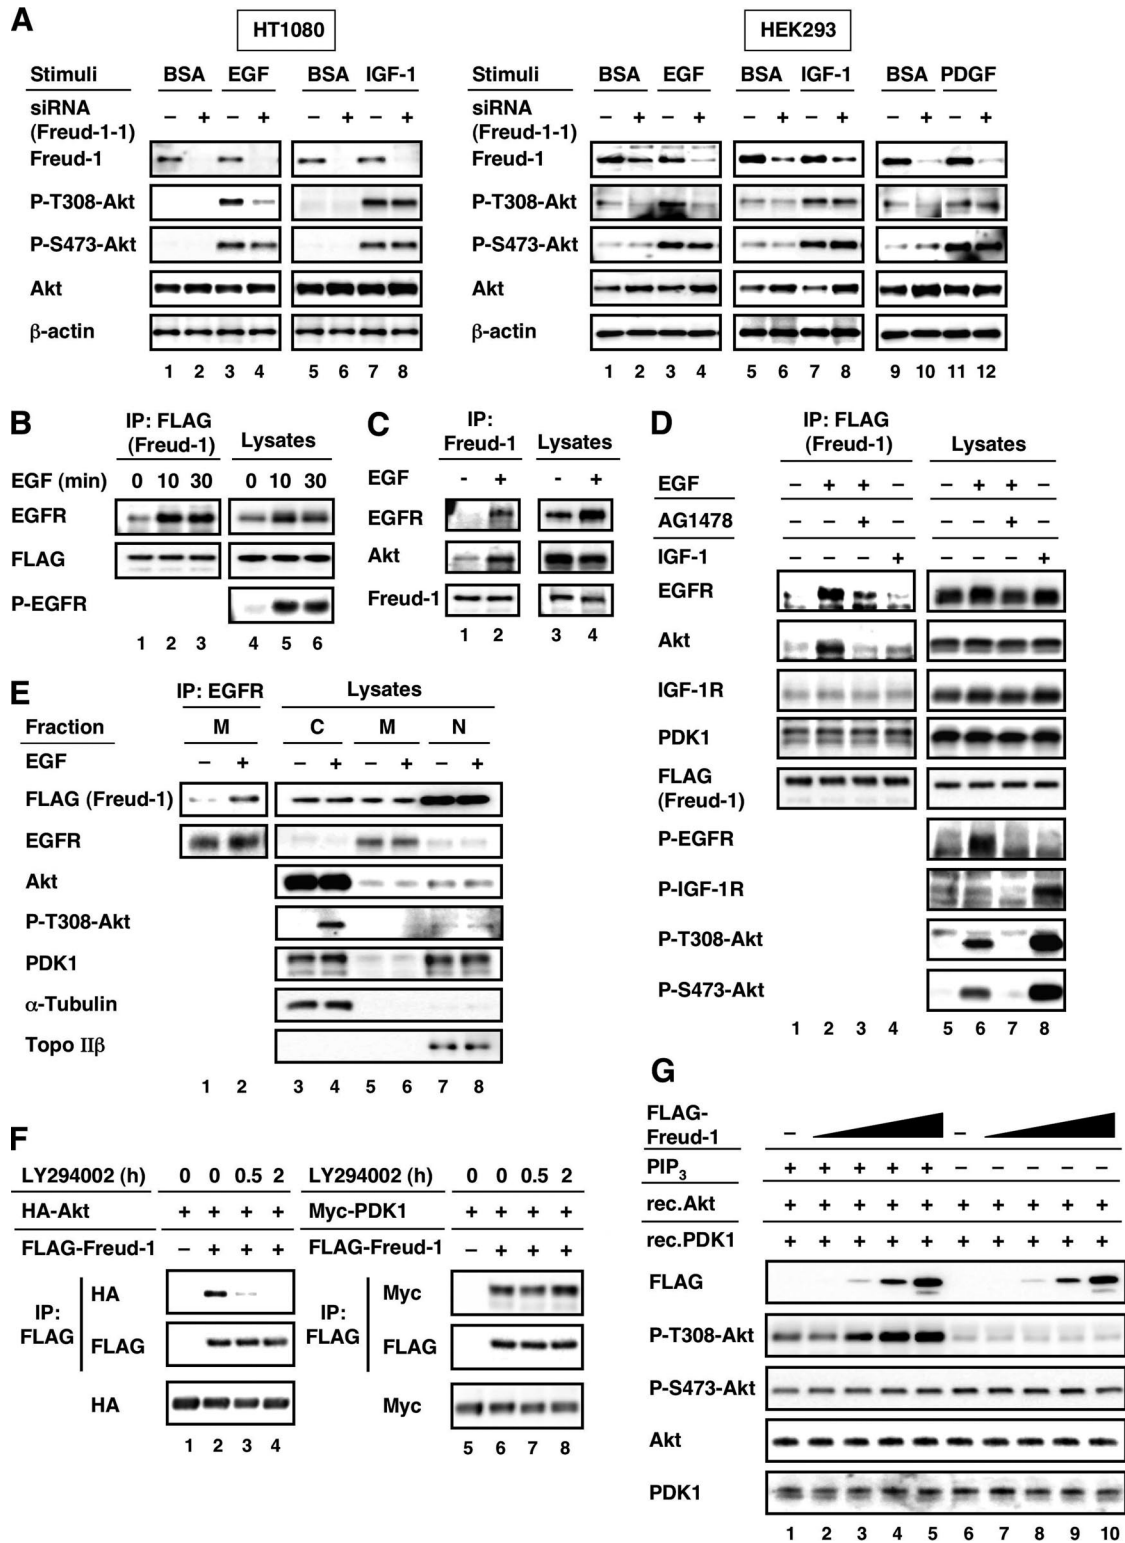 A
HT1080
HEK293
Stimuli BSA EGF BSA IGF-1 Stimuli BSA EGF BSA IGF-1 BSA PDGF
siRNA
(Freud-1-1) – + – + – + – + siRNA
(Freud-1-1) – + – + – + – + – + – +
Freud-1 Freud-1
P-T308-Akt P-T308-Akt
P-S473-Akt P-S473-Akt
Akt Akt
β-actin β-actin
1 2 3 4 5 6 7 8 1 2 3 4 5 6 7 8 9 10 11 12
B
IP: FLAG
(Freud-1) Lysates
EGF (min) 0 10 30 0 10 30
EGFR
FLAG
P-EGFR
1 2 3 4 5 6
C
IP:
Freud-1 Lysates
EGF - + - +
EGFR
Akt
Freud-1
1 2 3 4
D
IP: FLAG
(Freud-1) Lysates
EGF – + + – – + + –
AG1478 – – + – – – + –
IGF-1 – – – + – – – +
EGFR
Akt
IGF-1R
PDK1
FLAG
(Freud-1)
P-EGFR
P-IGF-1R
P-T308-Akt
P-S473-Akt
1 2 3 4 5 6 7 8
E
IP: EGFR Lysates
Fraction M C M N
EGF – + – + – + – +
FLAG (Freud-1)
EGFR
Akt
P-T308-Akt
PDK1
α-Tubulin
Topo IIβ
1 2 3 4 5 6 7 8
F
LY294002 (h) 0 0 0.5 2 LY294002 (h) 0 0 0.5 2
HA-Akt + + + + Myc-PDK1 + + + +
FLAG-Freud-1 – + + + FLAG-Freud-1 – + + +
IP:
FLAG HA IP:
FLAG Myc
FLAG FLAG
HA Myc
1 2 3 4 5 6 7 8
G
FLAG-
Freud-1 – –
PIP3 + + + + + – – – – –
rec.Akt + + + + + + + + + +
rec.PDK1 + + + + + + + + + +
FLAG
P-T308-Akt
P-S473-Akt
Akt
PDK1
1 2 3 4 5 6 7 8 9 10